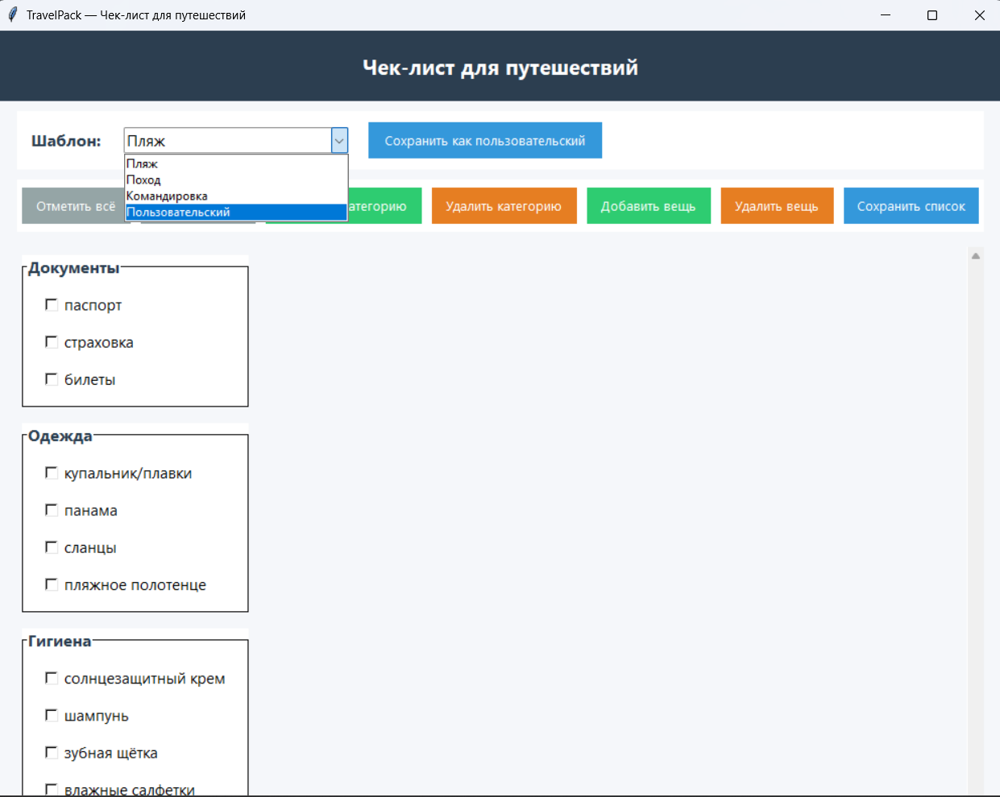 TravelPack — Чек-лист для путешествий
Чек-лист для путешествий
Шаблон: Пляж Сохранить как пользовательский
Пляж
Поход
Командировка
Пользовательский
Отметить всё Удалить категорию Добавить вещь Удалить вещь Сохранить список
Документы
паспорт
страховка
билеты
Одежда
купальник/плавки
панама
сланцы
пляжное полотенце
Гигиена
солнцезащитный крем
шампунь
зубная щётка
влажные салфетки